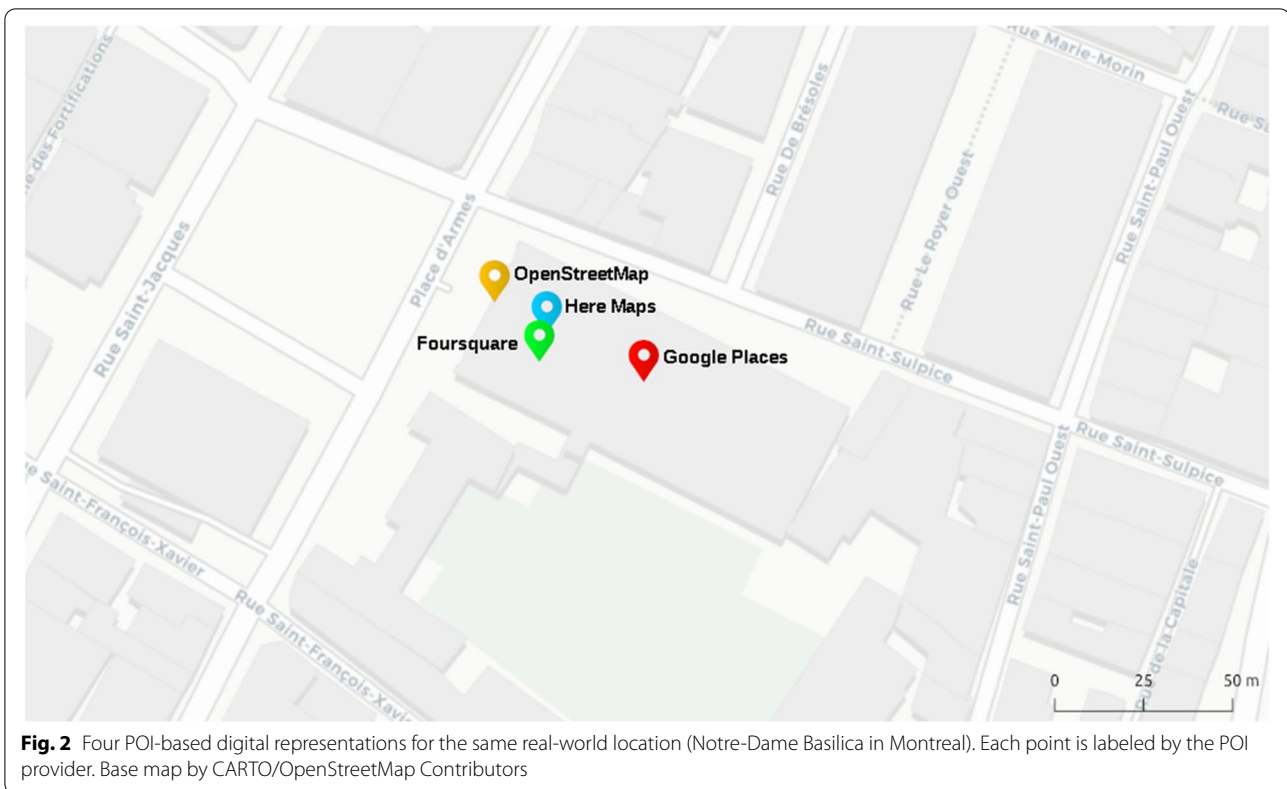 Rue Marie-Morin
Rue De Brésoles
Rue Saint-Paul Ouest
Rue Sa
e des Fortifications
Rue Le Royer Ouest
Place d'Armes
Rue Saint-Jacques
OpenStreetMap
Here Maps
Foursquare
Google Places
Rue Saint-Sulpice
Rue Saint-Sulpice
e Saint-François-Xavier
Rue Saint-Paul Ouest
Rue de la Capitale
Rue Saint-François-Xavie
0 25 50 m
Fig. 2 Four POI-based digital representations for the same real-world location (Notre-Dame Basilica in Montreal). Each point is labeled by the POI
provider. Base map by CARTO/OpenStreetMap Contributors